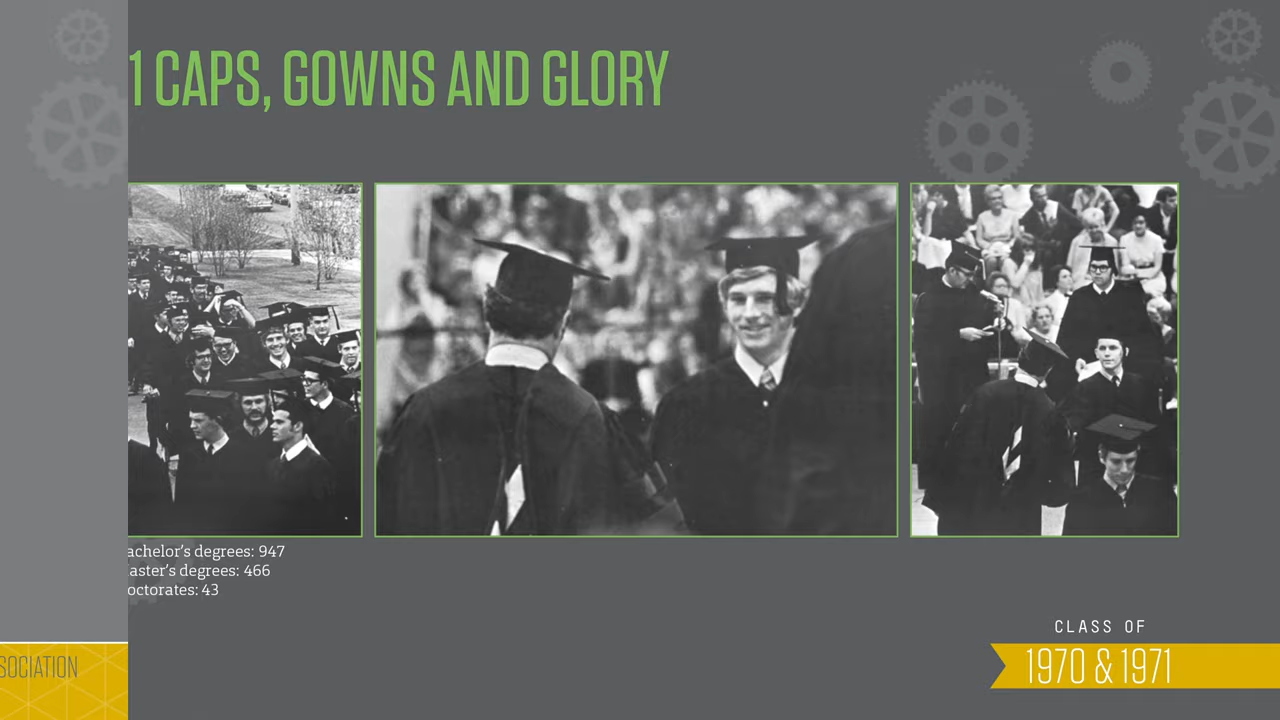 1 CAPS, GOWNS AND GLORY
achelor's degrees: 947
aster's degrees: 466
octorates: 43
SOCIATION
CLASS OF
1970 & 1971